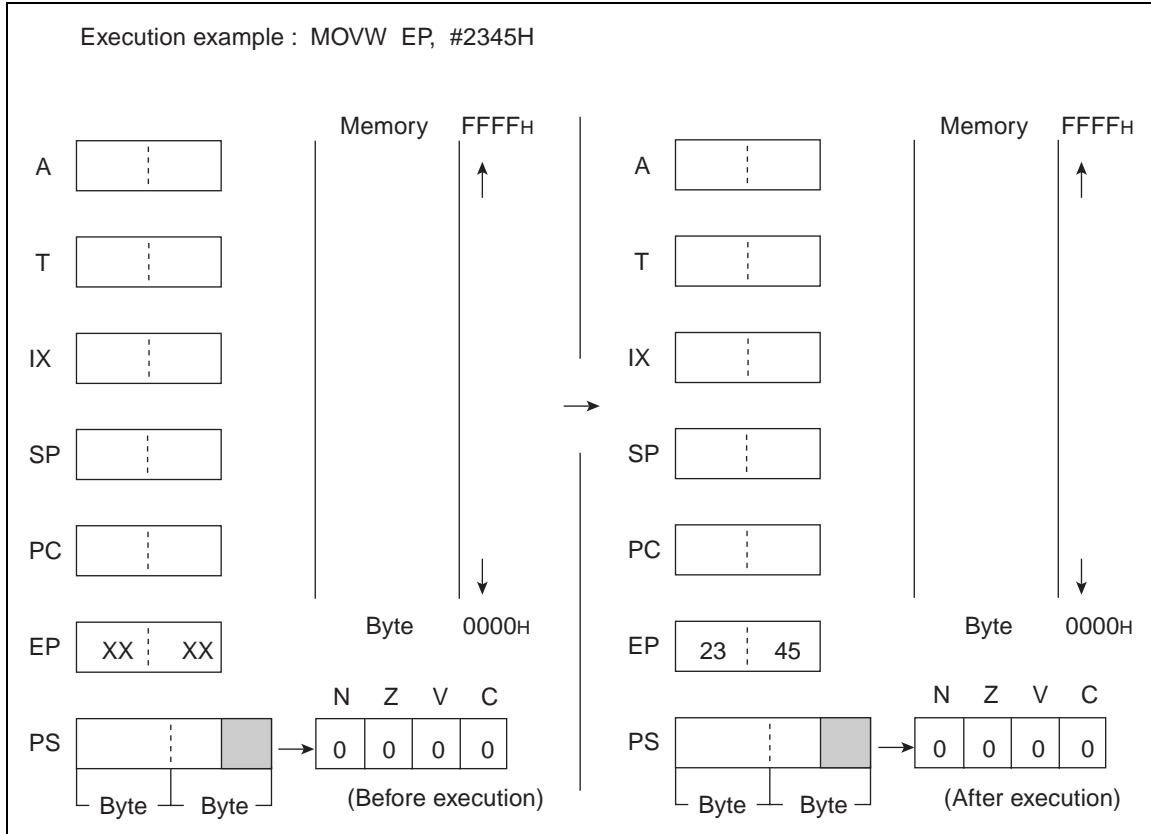 Execution example : MOVW EP, #2345H
Memory FFFFH
A
T
IX
SP
PC
EP XX XX
Byte 0000H
N Z V C
PS 0 0 0 0
Byte Byte
(Before execution)
Memory FFFFH
A
T
IX
SP
PC
EP 23 45
Byte 0000H
N Z V C
PS 0 0 0 0
Byte Byte
(After execution)